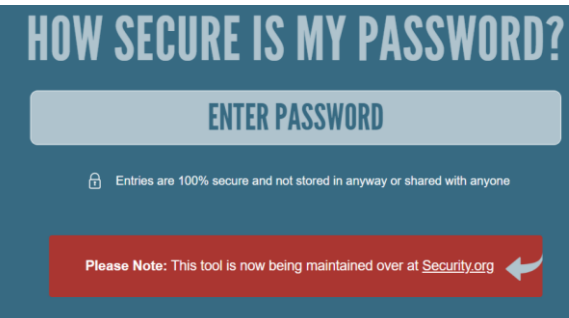 HOW SECURE IS MY PASSWORD?
ENTER PASSWORD
Entries are 100% secure and not stored in anyway or shared with anyone
Please Note: This tool is now being maintained over at Security.org